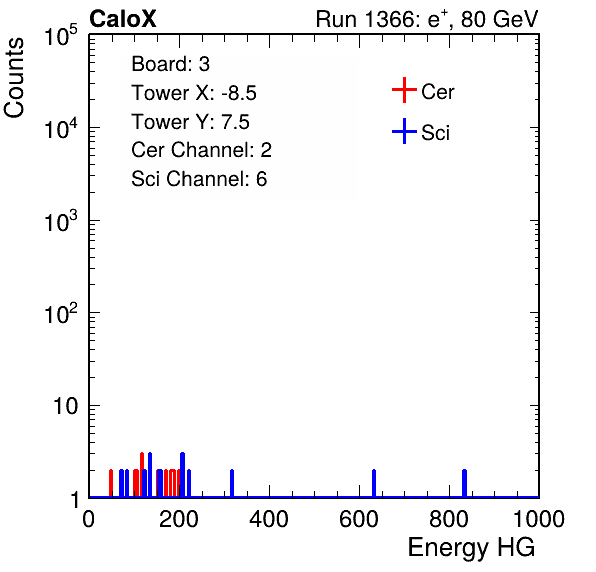 CaloX Run 1366: e⁺, 80 GeV
Counts
10⁵
10⁴
10³
10²
10
1
Board: 3
Tower X: -8.5
Tower Y: 7.5
Cer Channel: 2
Sci Channel: 6
Cer
Sci
0 200 400 600 800 1000
Energy HG